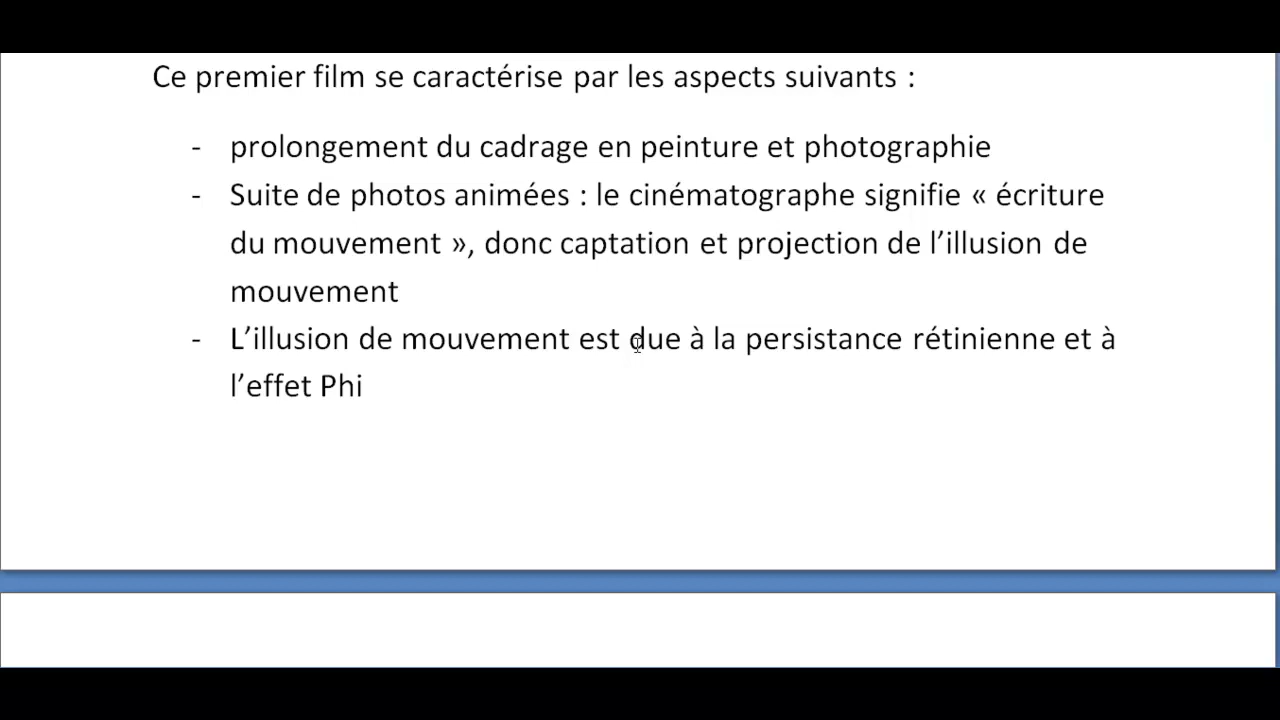 Ce premier film se caractérise par les aspects suivants :
- prolongement du cadrage en peinture et photographie
- Suite de photos animées : le cinématographe signifie « écriture
du mouvement », donc captation et projection de l’illusion de
mouvement
- L’illusion de mouvement est due à la persistance rétinienne et à
l’effet Phi